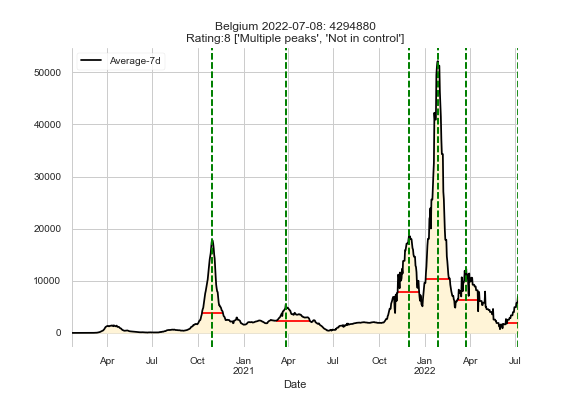 Belgium 2022-07-08: 4294880
Rating:8 ['Multiple peaks', 'Not in control']
Average-7d
50000
40000
30000
20000
10000
0
Apr Jul Oct Jan Apr Jul Oct Jan Apr Jul
2021 2022
Date